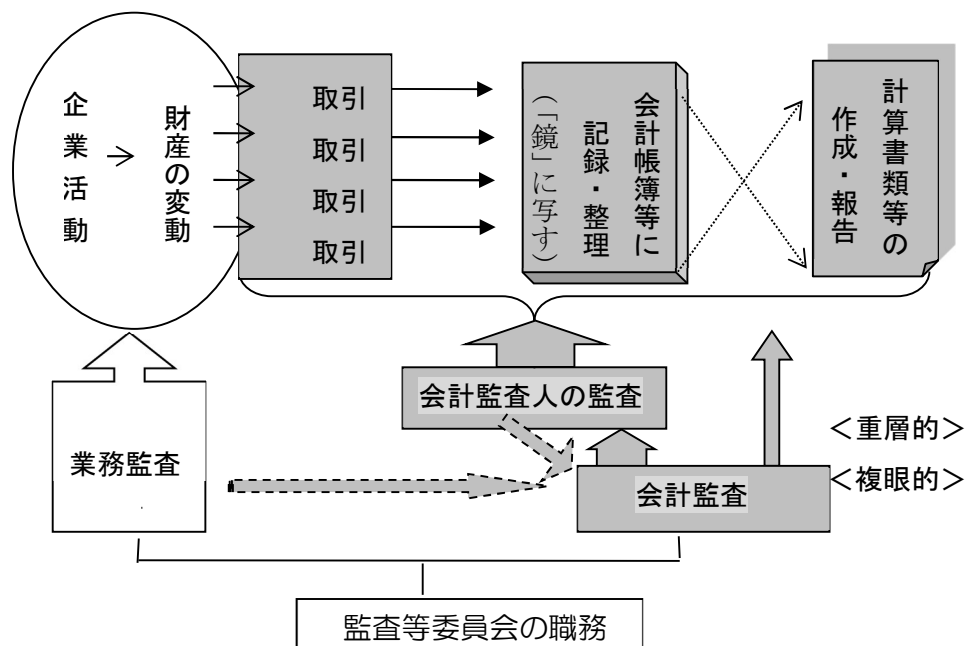 企業活動
財産の変動
取引
取引
取引
取引
会計帳簿等に
記録・整理
（「鏡」に写す）
計算書類等の
作成・報告
会計監査人の監査
業務監査
会計監査
＜重層的＞
＜複眼的＞
監査等委員会の職務